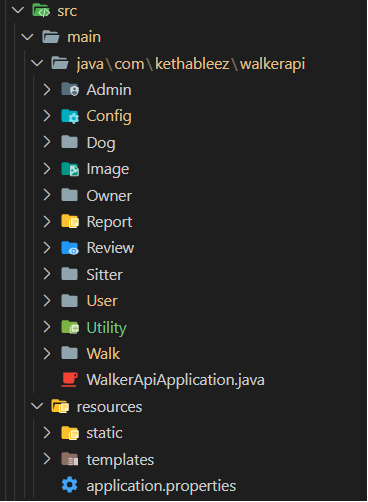 src
main
java\com\kethableez\walkerapi
Admin
Config
Dog
Image
Owner
Report
Review
Sitter
User
Utility
Walk
WalkerApiApplication.java
resources
static
templates
application.properties